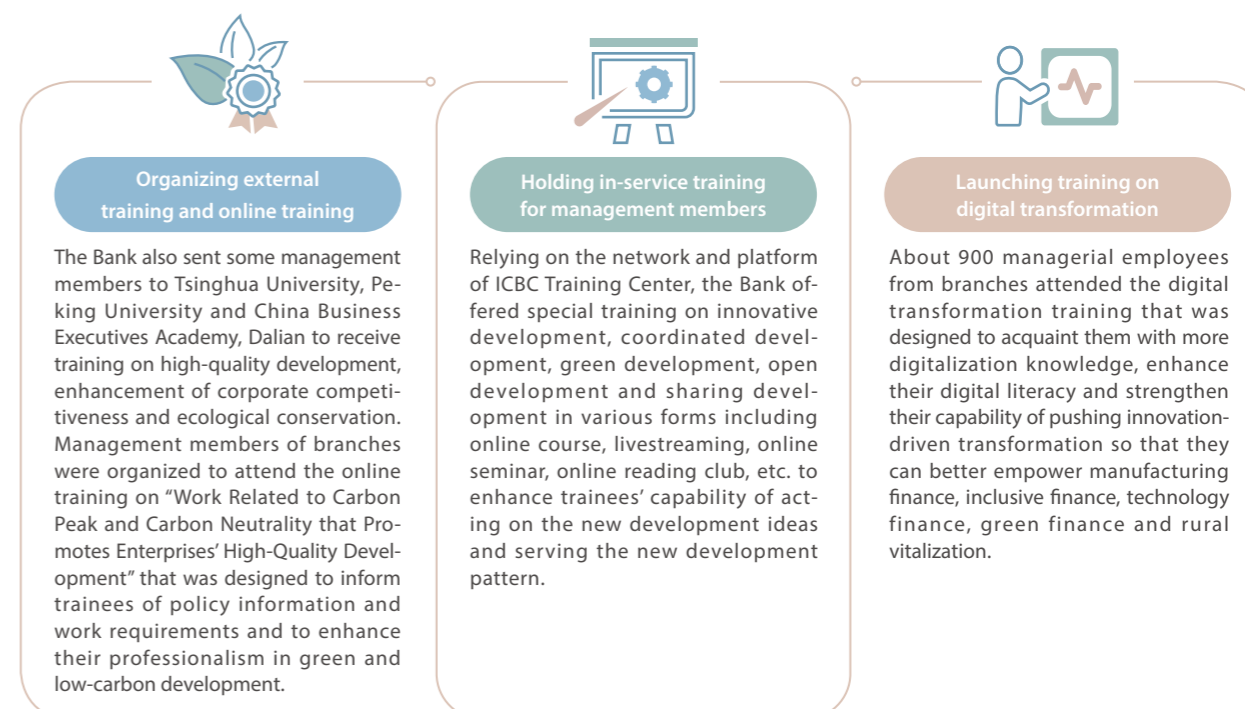 Organizing external
training and online training
The Bank also sent some management
members to Tsinghua University, Pe-
king University and China Business
Executives Academy, Dalian to receive
training on high-quality development,
enhancement of corporate competi-
tiveness and ecological conservation.
Management members of branches
were organized to attend the online
training on “Work Related to Carbon
Peak and Carbon Neutrality that Pro-
motes Enterprises’ High-Quality Devel-
opment” that was designed to inform
trainees of policy information and
work requirements and to enhance
their professionalism in green and
low-carbon development.
Holding in-service training
for management members
Relying on the network and platform
of ICBC Training Center, the Bank of-
fered special training on innovative
development, coordinated devel-
opment, green development, open
development and sharing devel-
opment in various forms including
online course, livestreaming, online
seminar, online reading club, etc. to
enhance trainees’ capability of act-
ing on the new development ideas
and serving the new development
pattern.
Launching training on
digital transformation
About 900 managerial employees
from branches attended the digital
transformation training that was
designed to acquaint them with more
digitalization knowledge, enhance
their digital literacy and strengthen
their capability of pushing innovation-
driven transformation so that they
can better empower manufacturing
finance, inclusive finance, technology
finance, green finance and rural
vitalization.